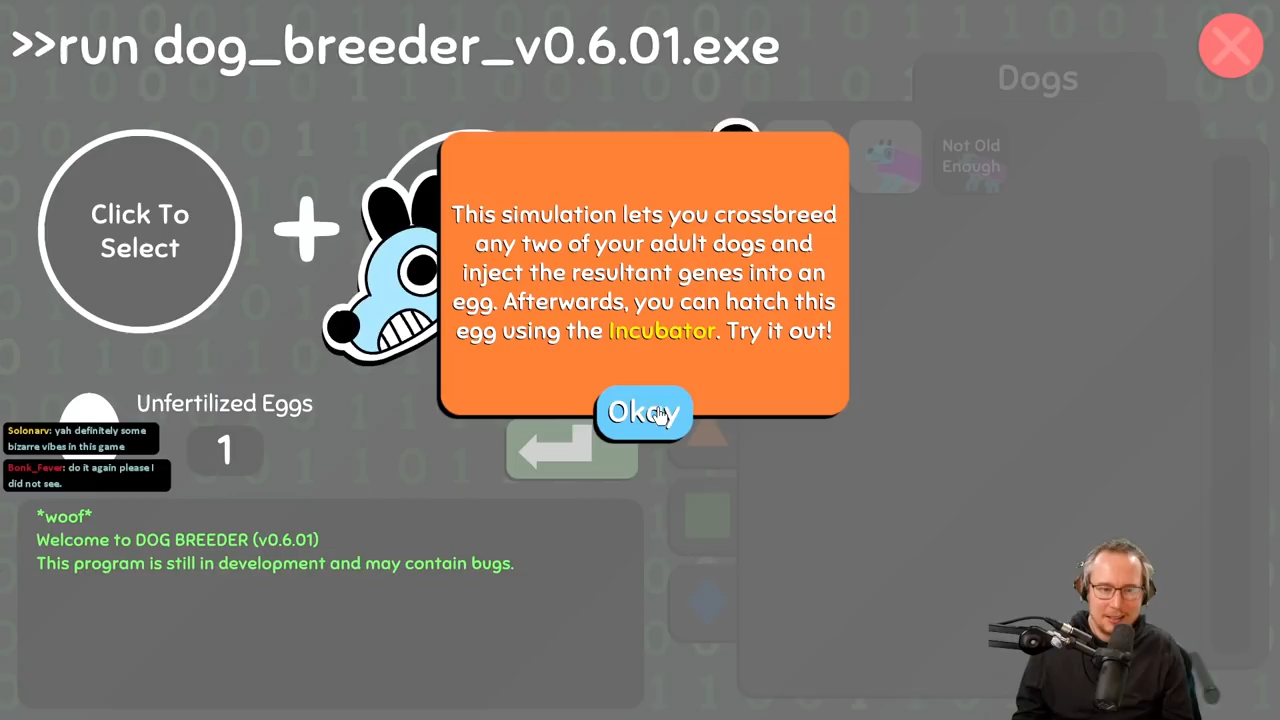 >>run dog_breeder_v0.6.01.exe
Dogs
Click To
Select
Not Old
Enough
This simulation lets you crossbreed
any two of your adult dogs and
inject the resultant genes into an
egg. Afterwards, you can hatch this
egg using the Incubator. Try it out!
Okay
Unfertilized Eggs
1
Solonarv: yah definitely some
bizarre vibes in this game
Bonk_Fever: do it again please I
did not see.
*woof*
Welcome to DOG BREEDER (v0.6.01)
This program is still in development and may contain bugs.